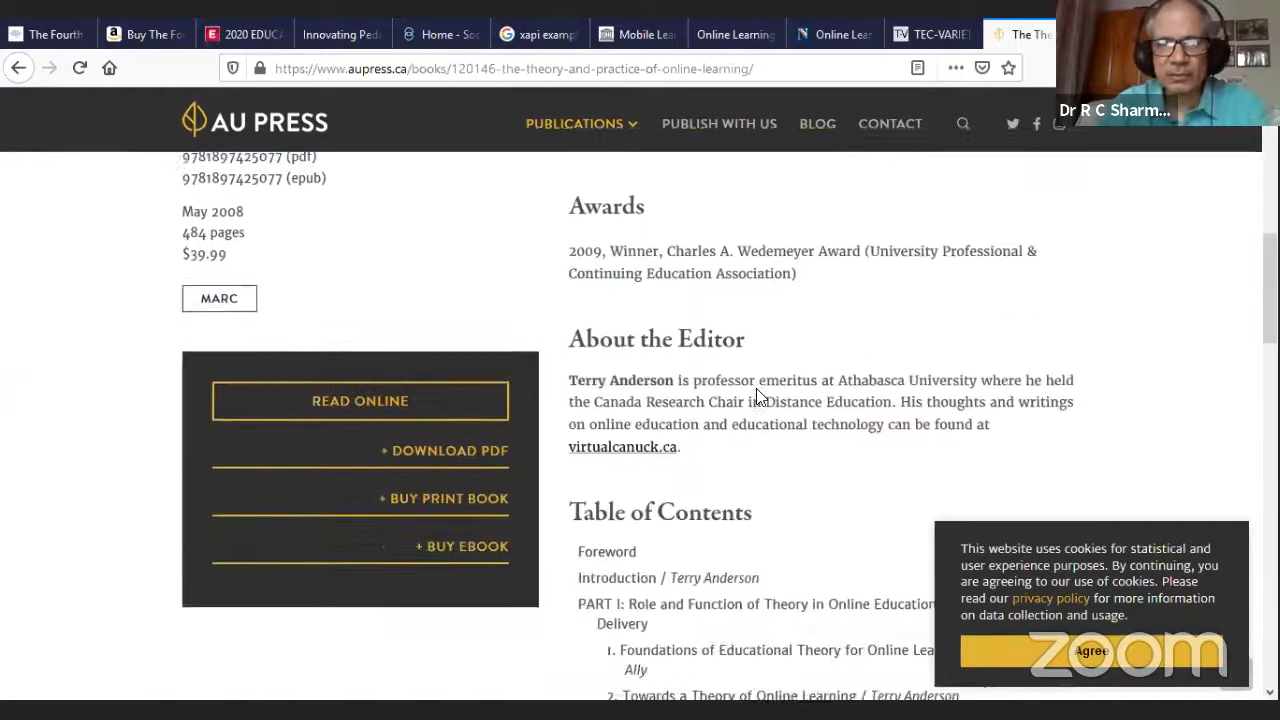 The Fourth
Buy The Fo
2020 EDUCA
Innovating Peda
Home - Soc
xapi examp
Mobile Lea
Online Learning
Online Lear
TEC-VARIET
The The
https://www.aupress.ca/books/120146-the-theory-and-practice-of-online-learning/
Dr R C Sharm...
AU PRESS
PUBLICATIONS
PUBLISH WITH US
BLOG
CONTACT
9781897425077 (pdf)
9781897425077 (epub)
May 2008
484 pages
$39.99
MARC
READ ONLINE
+ DOWNLOAD PDF
+ BUY PRINT BOOK
+ BUY EBOOK
Awards
2009, Winner, Charles A. Wedemeyer Award (University Professional &
Continuing Education Association)
About the Editor
Terry Anderson is professor emeritus at Athabasca University where he held
the Canada Research Chair in Distance Education. His thoughts and writings
on online education and educational technology can be found at
virtualcanuck.ca.
Table of Contents
Foreword
Introduction / Terry Anderson
PART I: Role and Function of Theory in Online Education
Delivery
1. Foundations of Educational Theory for Online Lea
Ally
2. Towards a Theory of Online Learning / Terry Anderson
This website uses cookies for statistical and
user experience purposes. By continuing, you
are agreeing to our use of cookies. Please
read our privacy policy for more information
on data collection and usage.
Agree
zoom